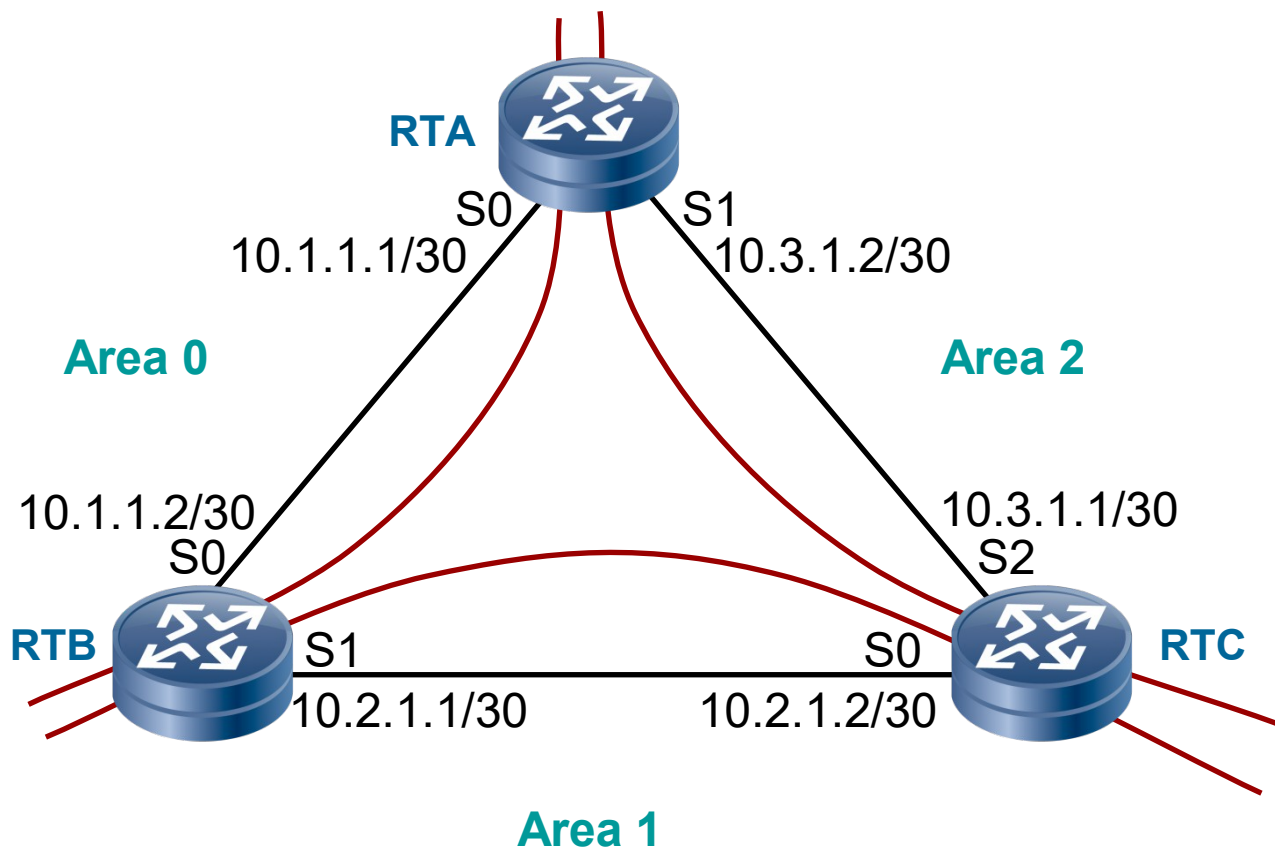 RTA
S0
S1
10.1.1.1/30
10.3.1.2/30
Area 0
Area 2
10.1.1.2/30
10.3.1.1/30
S0
S2
RTB
S1
S0
RTC
10.2.1.1/30
10.2.1.2/30
Area 1